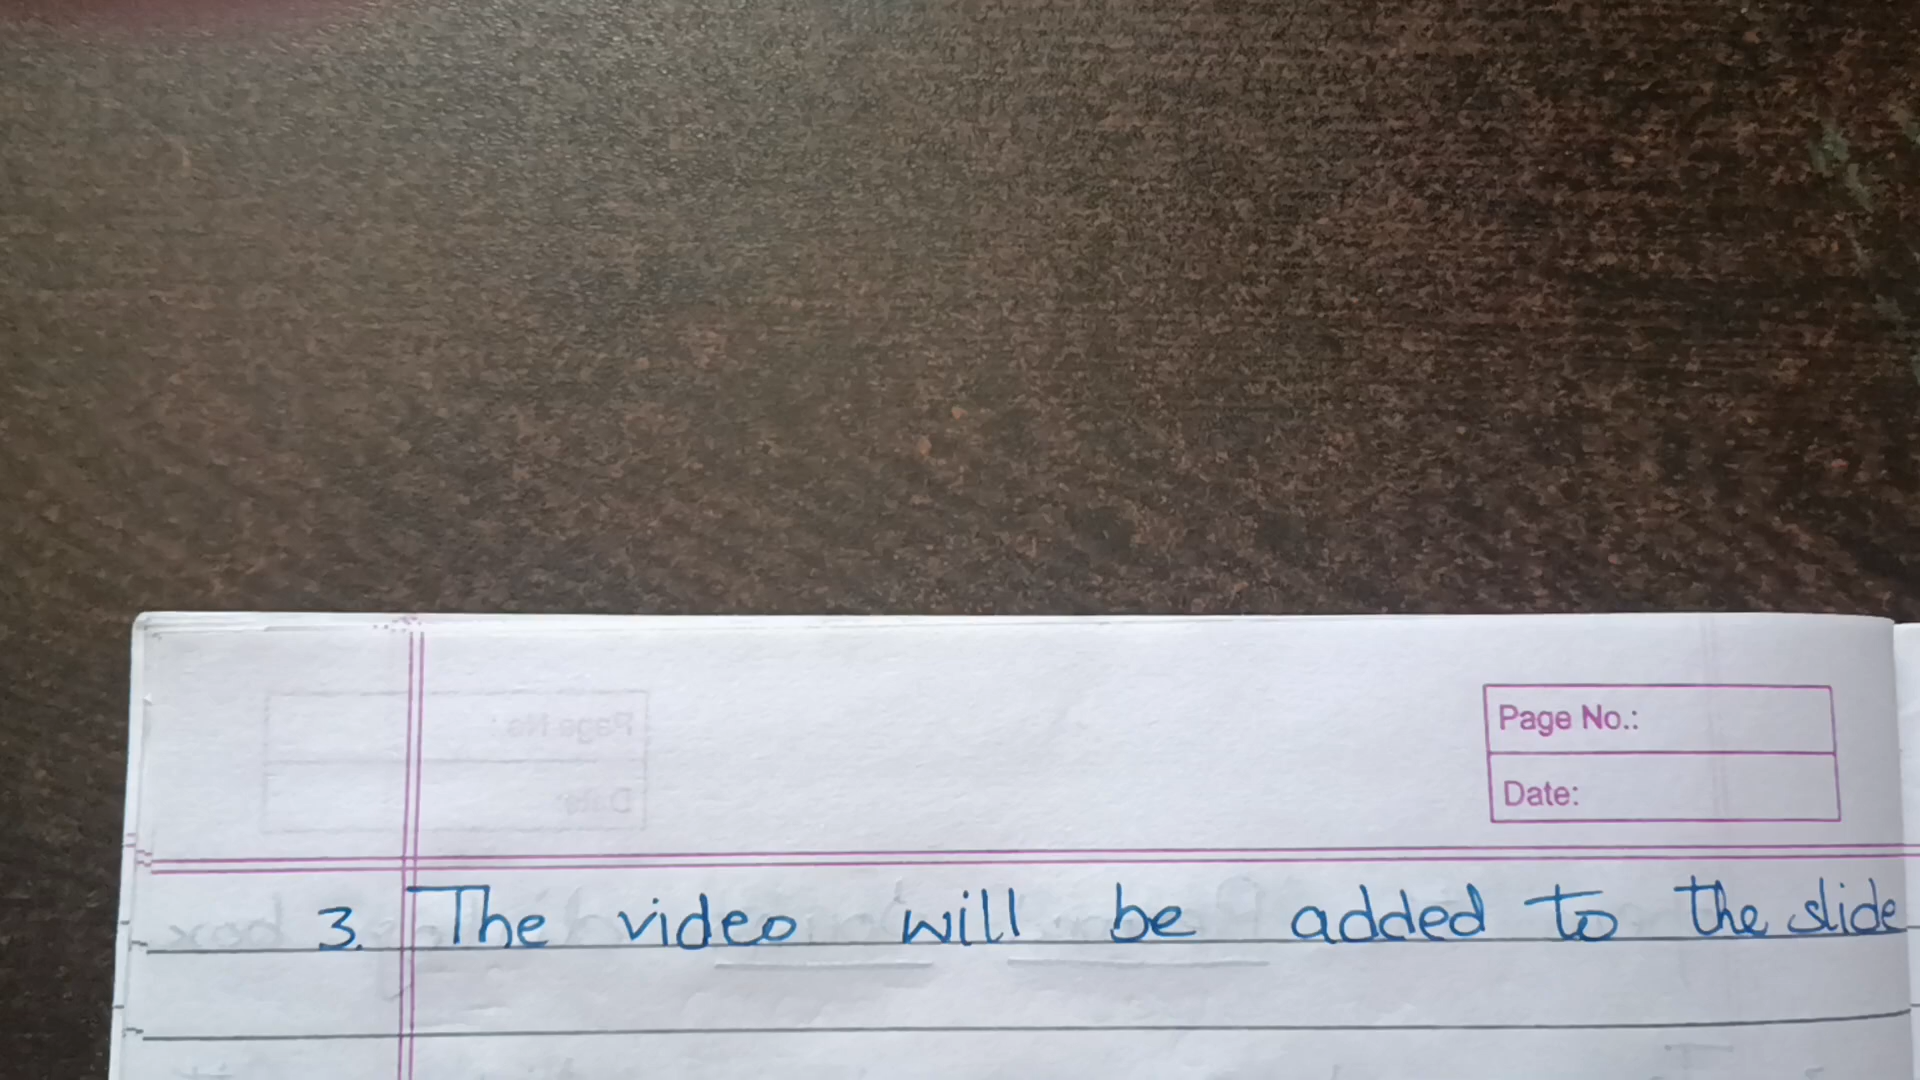 Page No.:
Date:
3. The video will be added to the slide